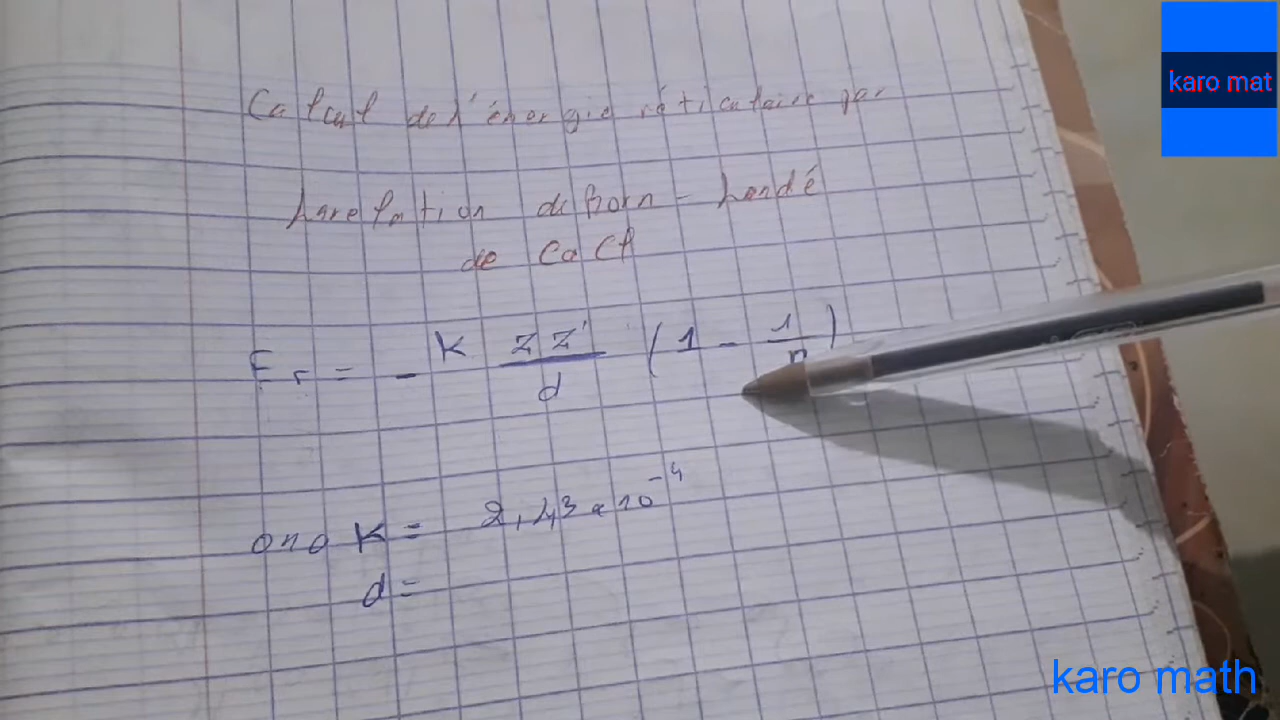 karo mat
Calcul de l'énergie réticulaire par
la relation de Born - Landé
de CaCl
Er = - K ZZ'/d (1 - 1/n)
on a K = 2,43 × 10⁻⁴
d =
karo math